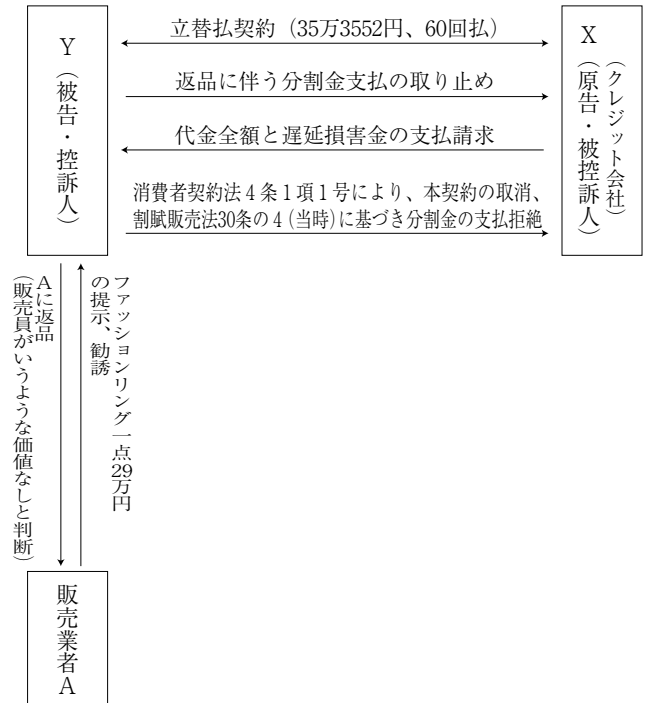 Y
（被告・控訴人）
立替払契約（35万3552円、60回払）
返品に伴う分割金支払の取り止め
代金全額と遅延損害金の支払請求
消費者契約法４条１項１号により、本契約の取消、
割賦販売法30条の４(当時)に基づき分割金の支払拒絶
X
（クレジット会社）
（原告・被控訴人）
ファッションリング一点29万円
の提示、勧誘
Aに返品
（販売員がいうような価値なしと判断）
販売業者A